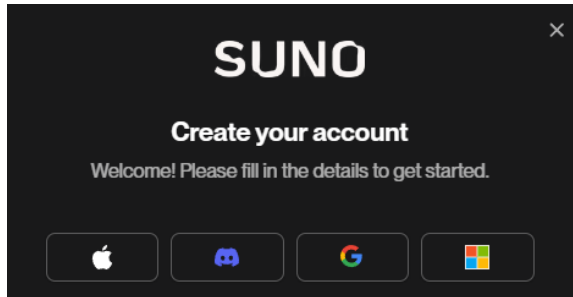 SUNO
Create your account
Welcome! Please fill in the details to get started.